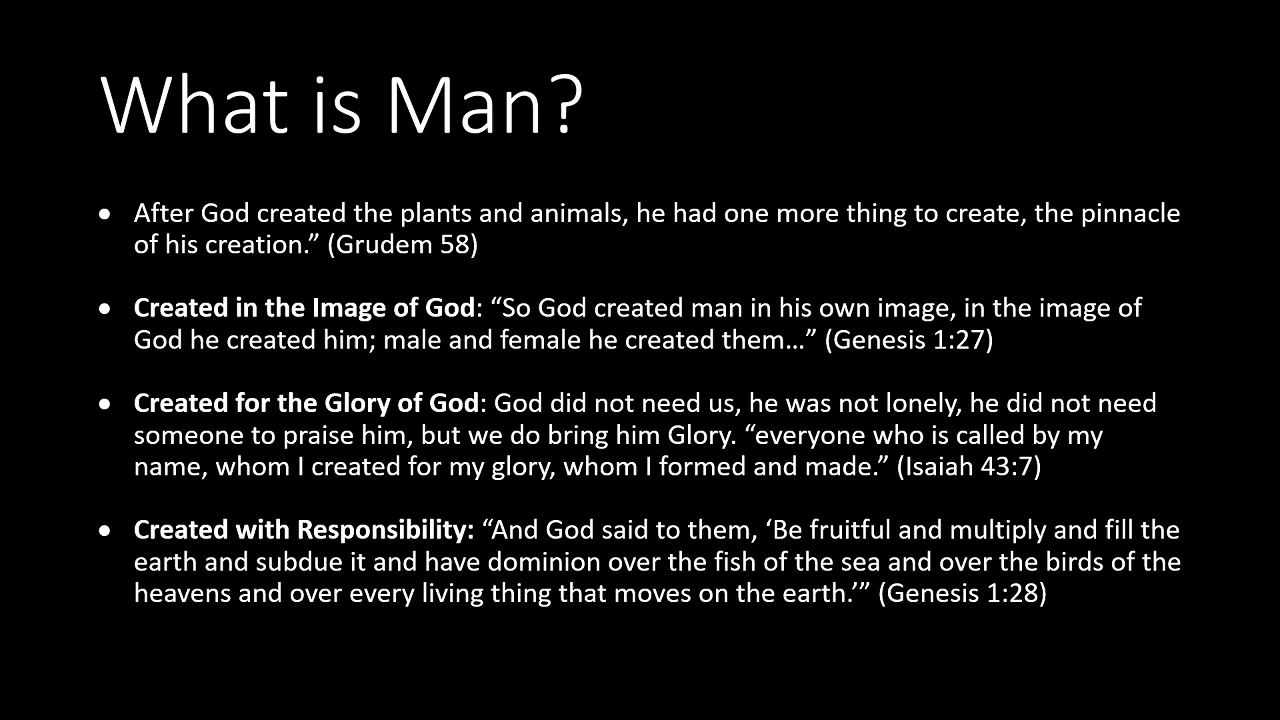 What is Man?
• After God created the plants and animals, he had one more thing to create, the pinnacle
of his creation.” (Grudem 58)
• Created in the Image of God: “So God created man in his own image, in the image of
God he created him; male and female he created them…” (Genesis 1:27)
• Created for the Glory of God: God did not need us, he was not lonely, he did not need
someone to praise him, but we do bring him Glory. “everyone who is called by my
name, whom I created for my glory, whom I formed and made.” (Isaiah 43:7)
• Created with Responsibility: “And God said to them, ‘Be fruitful and multiply and fill the
earth and subdue it and have dominion over the fish of the sea and over the birds of the
heavens and over every living thing that moves on the earth.’” (Genesis 1:28)